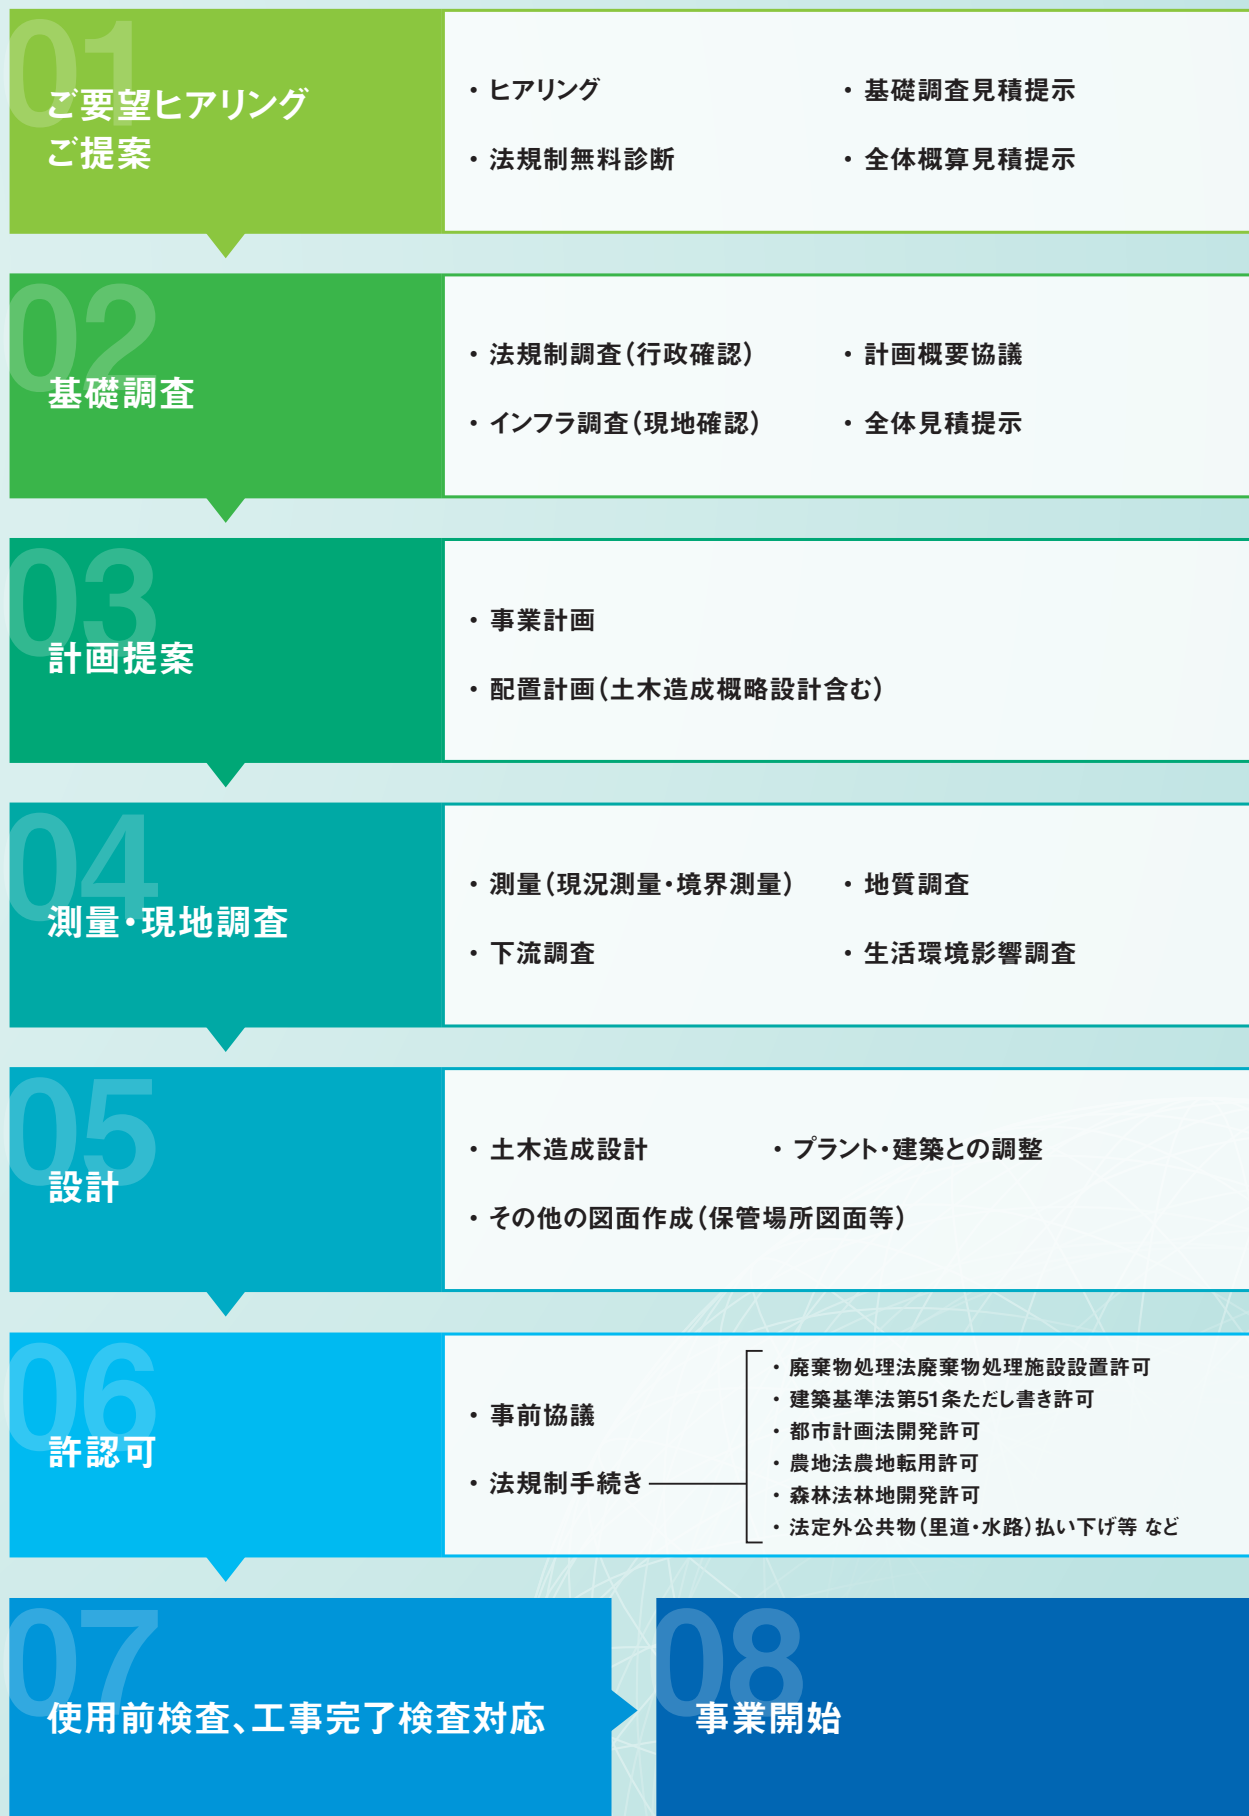 01
ご要望ヒアリング
ご提案
・ヒアリング
・基礎調査見積提示
・法規制無料診断
・全体概算見積提示
02
基礎調査
・法規制調査（行政確認）
・計画概要協議
・インフラ調査（現地確認）
・全体見積提示
03
計画提案
・事業計画
・配置計画（土木造成概略設計含む）
04
測量・現地調査
・測量（現況測量・境界測量）
・地質調査
・下流調査
・生活環境影響調査
05
設計
・土木造成設計
・プラント・建築との調整
・その他の図面作成（保管場所図面等）
06
許認可
・事前協議
・法規制手続き
・廃棄物処理法廃棄物処理施設設置許可
・建築基準法第51条ただし書き許可
・都市計画法開発許可
・農地法農地転用許可
・森林法林地開発許可
・法定外公共物（里道・水路）払い下げ等 など
07
使用前検査、工事完了検査対応
08
事業開始